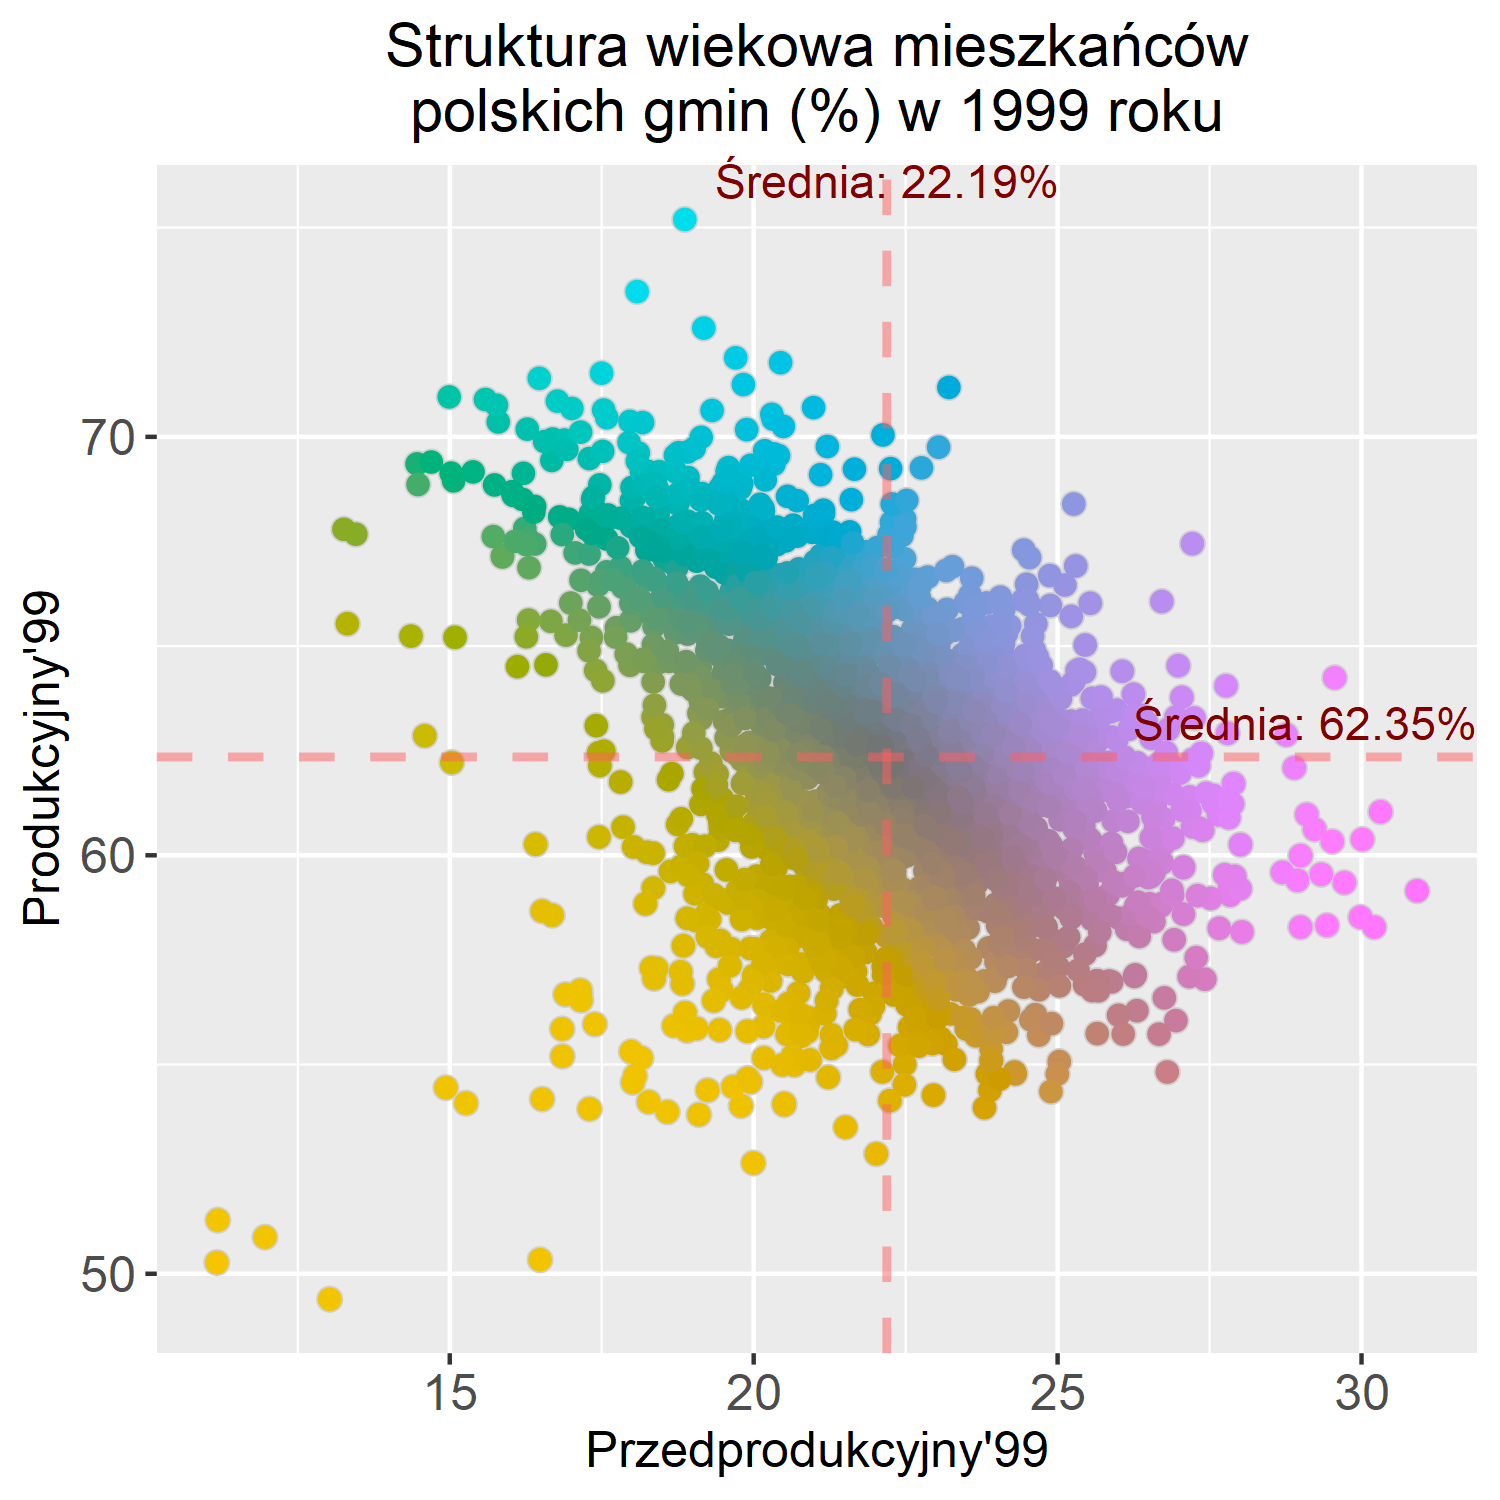 Struktura wiekowa mieszkańców
polskich gmin (%) w 1999 roku
Średnia: 22.19%
Średnia: 62.35%
Produkcyjny'99
70
60
50
15
20
25
30
Przedprodukcyjny'99